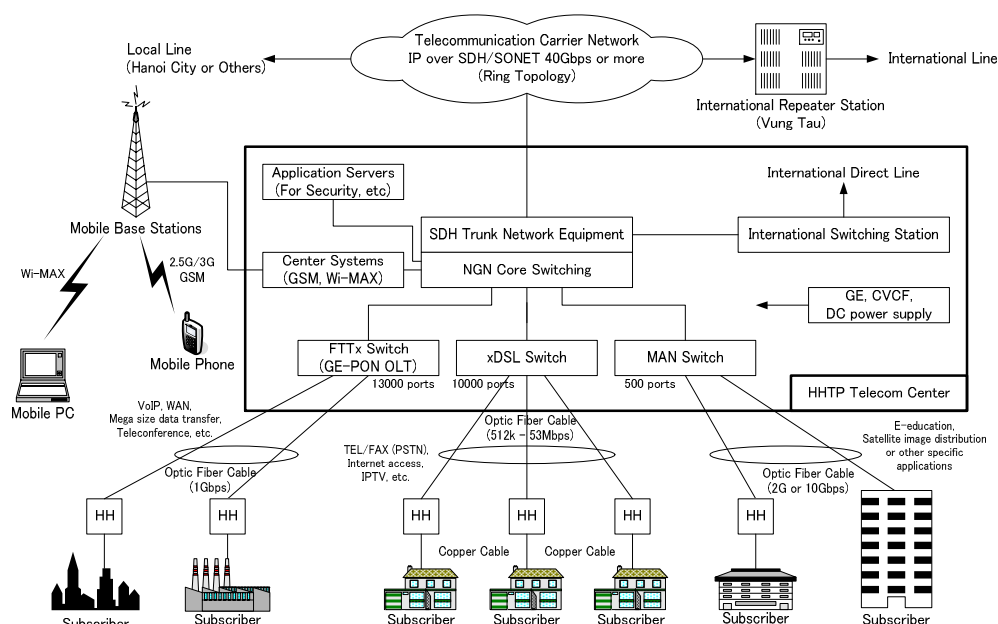 Telecommunication Carrier Network
IP over SDH/SONET 40Gbps or more
(Ring Topology)
Local Line
(Hanoi City or Others)
International Line
International Repeater Station
(Vung Tau)
Application Servers
(For Security, etc)
International Direct Line
Mobile Base Stations
SDH Trunk Network Equipment
International Switching Station
Center Systems
(GSM, Wi-MAX)
NGN Core Switching
Wi-MAX
2.5G/3G
GSM
GE, CVCF,
DC power supply
Mobile Phone
FTTx Switch
(GE-PON OLT)
xDSL Switch
MAN Switch
13000 ports
10000 ports
500 ports
HHTP Telecom Center
Mobile PC
VoIP, WAN,
Mega size data transfer,
Teleconference, etc.
Optic Fiber Cable
(512k - 53Mbps)
E-education,
Satellite image distribution
or other specific
applications
TEL/FAX (PSTN),
Internet access,
IPTV, etc.
Optic Fiber Cable
(1Gbps)
Optic Fiber Cable
(2G or 10Gbps)
HH
HH
HH
HH
HH
HH
Copper Cable
Copper Cable
Subscriber
Subscriber
Subscriber
Subscriber
Subscriber
Subscriber
Subscriber